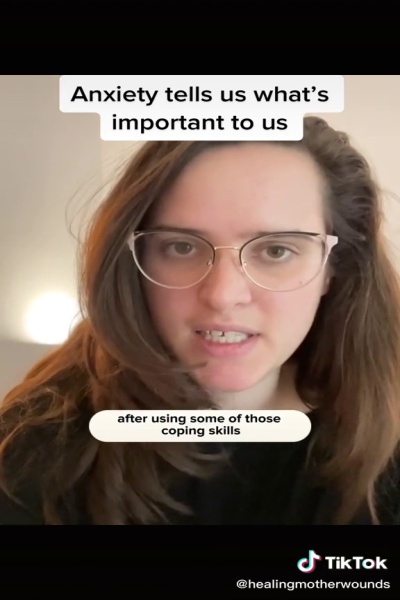 Anxiety tells us what's
important to us
after using some of those
coping skills
TikTok
@healingmotherwounds